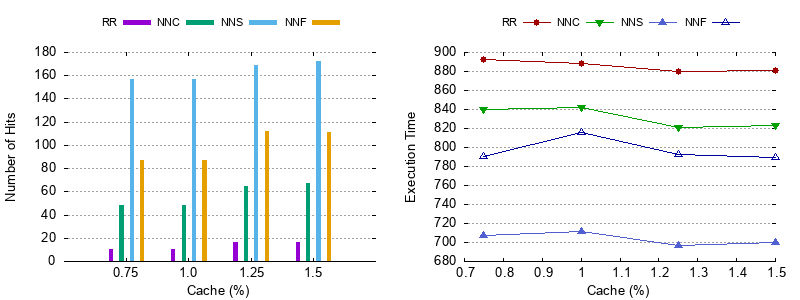 RR NNC NNS NNF
180
160
140
120
100
80
60
40
20
0
Number of Hits
0.75 1.0 1.25 1.5
Cache (%)
RR NNC NNS NNF
900
880
860
840
820
800
780
760
740
720
700
680
660
Execution Time
0.7 0.8 0.9 1 1.1 1.2 1.3 1.4 1.5
Cache (%)